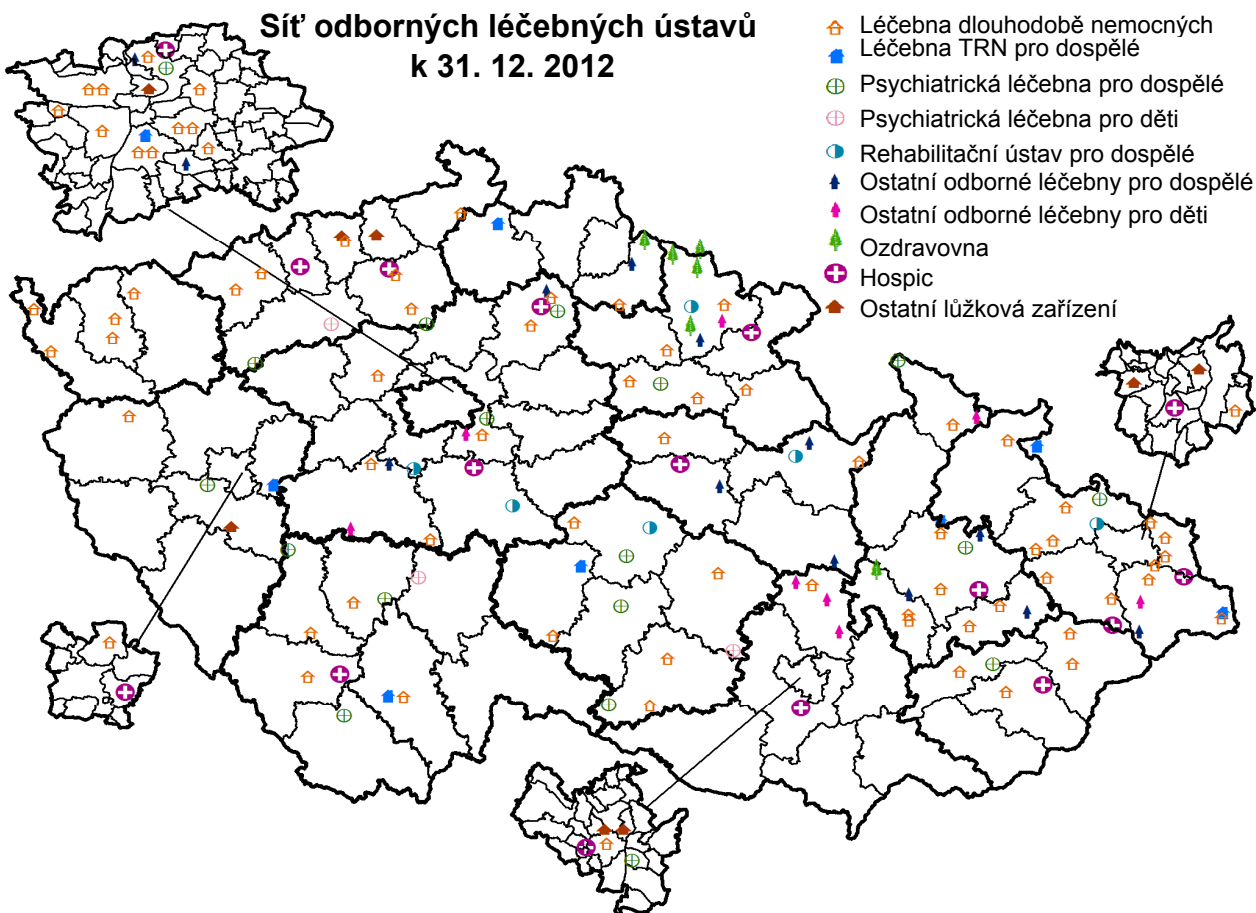 Síť odborných léčebných ústavů
k 31. 12. 2012
Léčebna dlouhodobě nemocných
Léčebna TRN pro dospělé
Psychiatrická léčebna pro dospělé
Psychiatrická léčebna pro děti
Rehabilitační ústav pro dospělé
Ostatní odborné léčebny pro dospělé
Ostatní odborné léčebny pro děti
Ozdravovna
Hospic
Ostatní lůžková zařízení